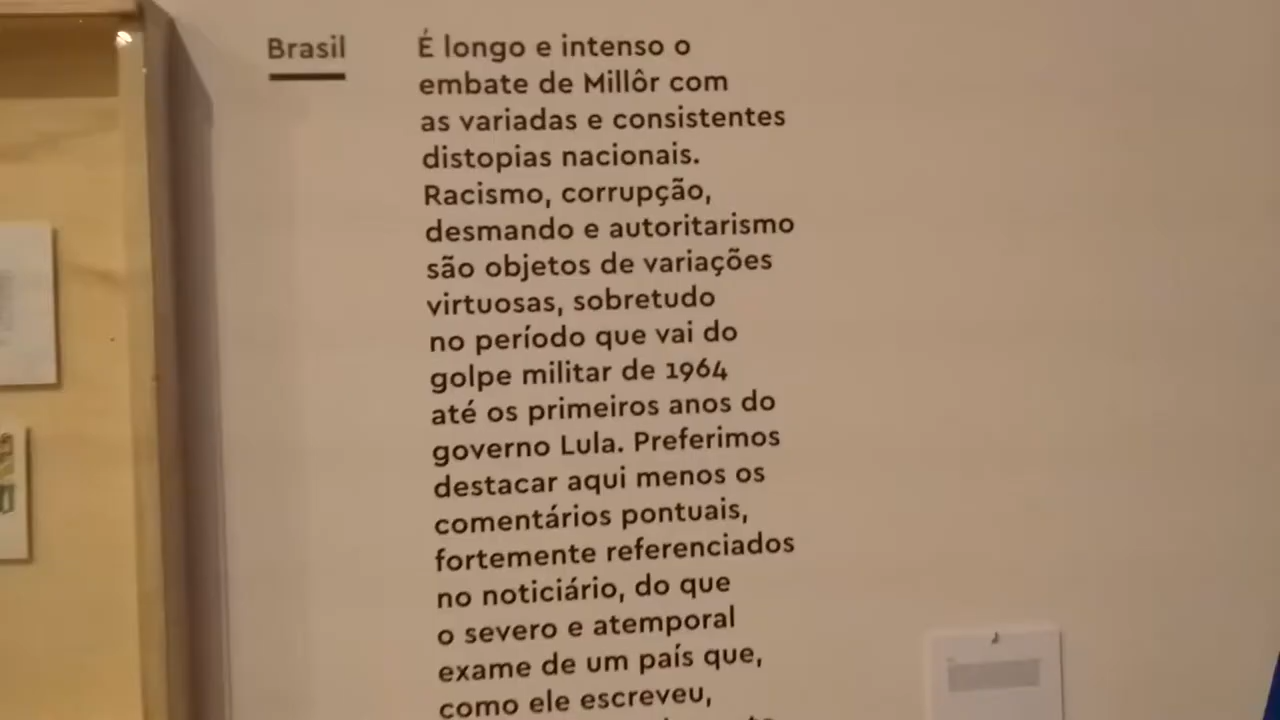 Brasil
É longo e intenso o
embate de Millôr com
as variadas e consistentes
distopias nacionais.
Racismo, corrupção,
desmando e autoritarismo
são objetos de variações
virtuosas, sobretudo
no período que vai do
golpe militar de 1964
até os primeiros anos do
governo Lula. Preferimos
destacar aqui menos os
comentários pontuais,
fortemente referenciados
no noticiário, do que
o severo e atemporal
exame de um país que,
como ele escreveu,